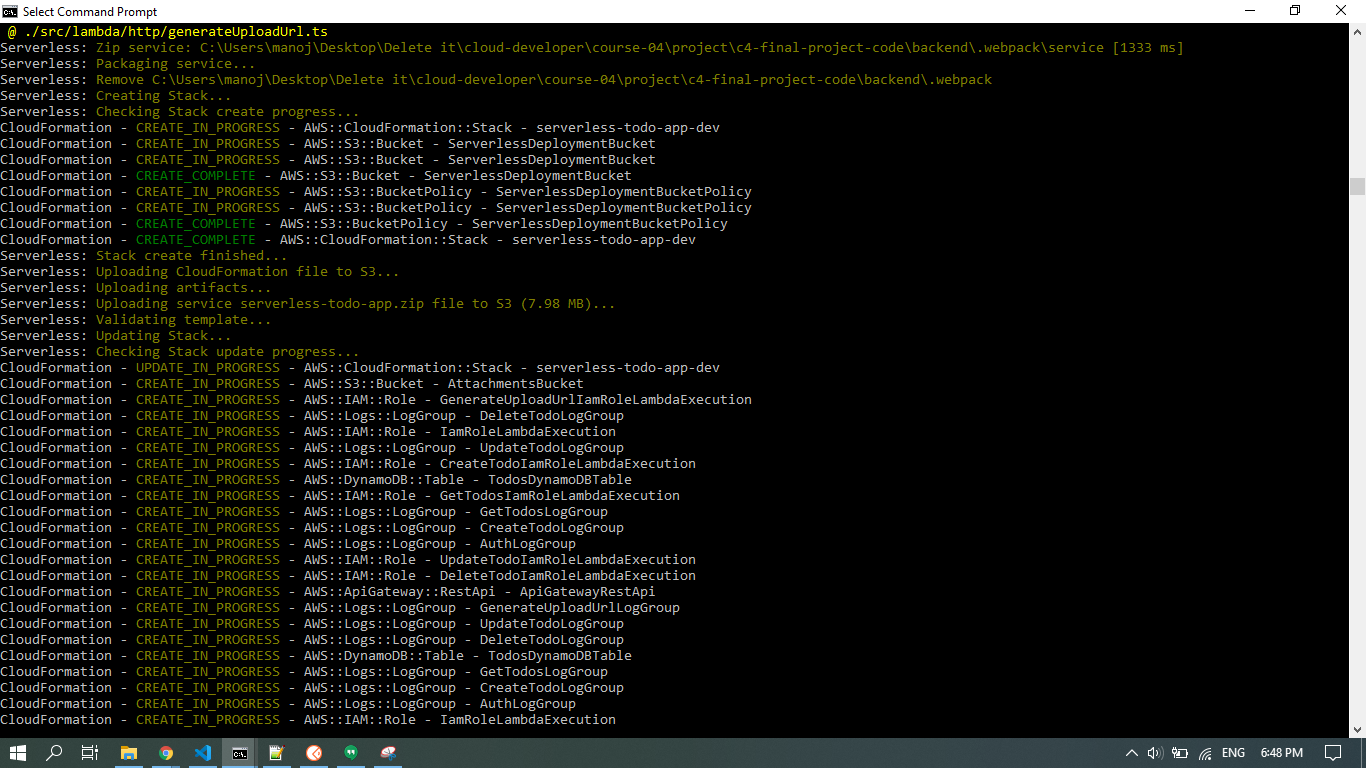 Select Command Prompt
@ ./src/lambda/http/generateUploadUrl.ts
Serverless: Zip service: C:\Users\manoj\Desktop\Delete it\cloud-developer\course-04\project\c4-final-project-code\backend\.webpack\service [1333 ms]
Serverless: Packaging service...
Serverless: Remove C:\Users\manoj\Desktop\Delete it\cloud-developer\course-04\project\c4-final-project-code\backend\.webpack
Serverless: Creating Stack...
Serverless: Checking Stack create progress...
CloudFormation - CREATE_IN_PROGRESS - AWS::CloudFormation::Stack - serverless-todo-app-dev
CloudFormation - CREATE_IN_PROGRESS - AWS::S3::Bucket - ServerlessDeploymentBucket
CloudFormation - CREATE_IN_PROGRESS - AWS::S3::Bucket - ServerlessDeploymentBucket
CloudFormation - CREATE_COMPLETE - AWS::S3::Bucket - ServerlessDeploymentBucket
CloudFormation - CREATE_IN_PROGRESS - AWS::S3::BucketPolicy - ServerlessDeploymentBucketPolicy
CloudFormation - CREATE_IN_PROGRESS - AWS::S3::BucketPolicy - ServerlessDeploymentBucketPolicy
CloudFormation - CREATE_COMPLETE - AWS::S3::BucketPolicy - ServerlessDeploymentBucketPolicy
CloudFormation - CREATE_COMPLETE - AWS::CloudFormation::Stack - serverless-todo-app-dev
Serverless: Stack create finished...
Serverless: Uploading CloudFormation file to S3...
Serverless: Uploading artifacts...
Serverless: Uploading service serverless-todo-app.zip file to S3 (7.98 MB)...
Serverless: Validating template...
Serverless: Updating Stack...
Serverless: Checking Stack update progress...
CloudFormation - UPDATE_IN_PROGRESS - AWS::CloudFormation::Stack - serverless-todo-app-dev
CloudFormation - CREATE_IN_PROGRESS - AWS::S3::Bucket - AttachmentsBucket
CloudFormation - CREATE_IN_PROGRESS - AWS::IAM::Role - GenerateUploadUrlIamRoleLambdaExecution
CloudFormation - CREATE_IN_PROGRESS - AWS::Logs::LogGroup - DeleteTodoLogGroup
CloudFormation - CREATE_IN_PROGRESS - AWS::IAM::Role - IamRoleLambdaExecution
CloudFormation - CREATE_IN_PROGRESS - AWS::Logs::LogGroup - UpdateTodoLogGroup
CloudFormation - CREATE_IN_PROGRESS - AWS::IAM::Role - CreateTodoIamRoleLambdaExecution
CloudFormation - CREATE_IN_PROGRESS - AWS::DynamoDB::Table - TodosDynamoDBTable
CloudFormation - CREATE_IN_PROGRESS - AWS::IAM::Role - GetTodosIamRoleLambdaExecution
CloudFormation - CREATE_IN_PROGRESS - AWS::Logs::LogGroup - GetTodosLogGroup
CloudFormation - CREATE_IN_PROGRESS - AWS::Logs::LogGroup - CreateTodoLogGroup
CloudFormation - CREATE_IN_PROGRESS - AWS::Logs::LogGroup - AuthLogGroup
CloudFormation - CREATE_IN_PROGRESS - AWS::IAM::Role - UpdateTodoIamRoleLambdaExecution
CloudFormation - CREATE_IN_PROGRESS - AWS::IAM::Role - DeleteTodoIamRoleLambdaExecution
CloudFormation - CREATE_IN_PROGRESS - AWS::ApiGateway::RestApi - ApiGatewayRestApi
CloudFormation - CREATE_IN_PROGRESS - AWS::Logs::LogGroup - GenerateUploadUrlLogGroup
CloudFormation - CREATE_IN_PROGRESS - AWS::Logs::LogGroup - UpdateTodoLogGroup
CloudFormation - CREATE_IN_PROGRESS - AWS::Logs::LogGroup - DeleteTodoLogGroup
CloudFormation - CREATE_IN_PROGRESS - AWS::DynamoDB::Table - TodosDynamoDBTable
CloudFormation - CREATE_IN_PROGRESS - AWS::Logs::LogGroup - GetTodosLogGroup
CloudFormation - CREATE_IN_PROGRESS - AWS::Logs::LogGroup - CreateTodoLogGroup
CloudFormation - CREATE_IN_PROGRESS - AWS::Logs::LogGroup - AuthLogGroup
CloudFormation - CREATE_IN_PROGRESS - AWS::IAM::Role - IamRoleLambdaExecution
ENG 6:48 PM